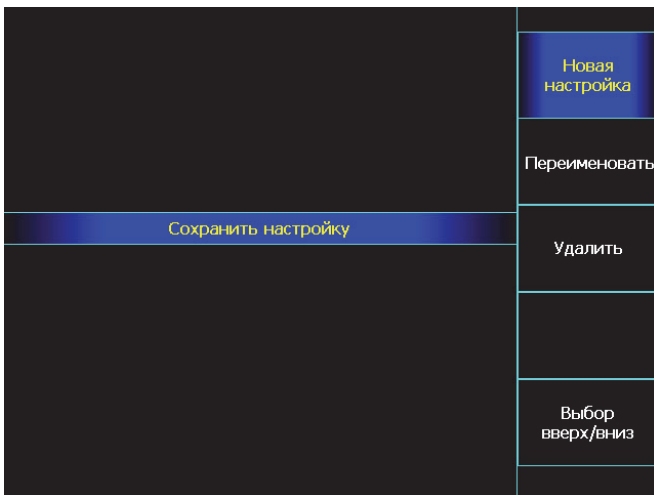 Новая
настройка
Переименовать
Сохранить настройку
Удалить
Выбор
вверх/вниз